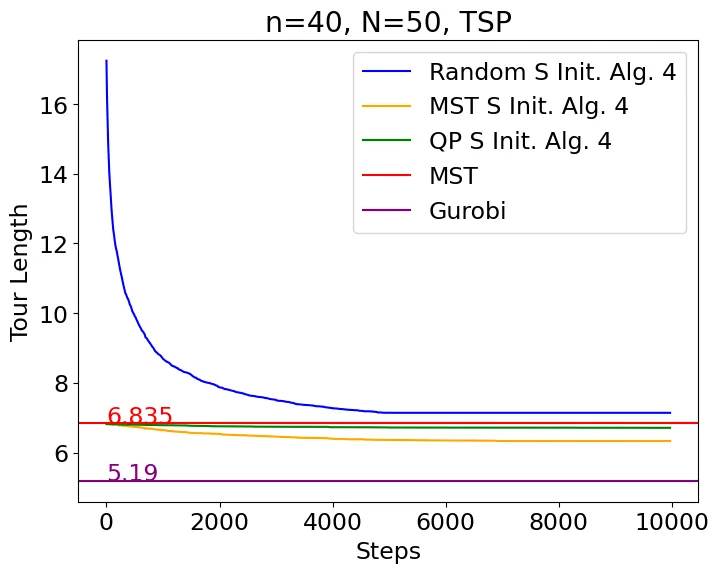 n=40, N=50, TSP
Random S Init. Alg. 4
MST S Init. Alg. 4
QP S Init. Alg. 4
MST
Gurobi
Tour Length
16
14
12
10
8
6
6.835
5.19
0 2000 4000 6000 8000 10000
Steps